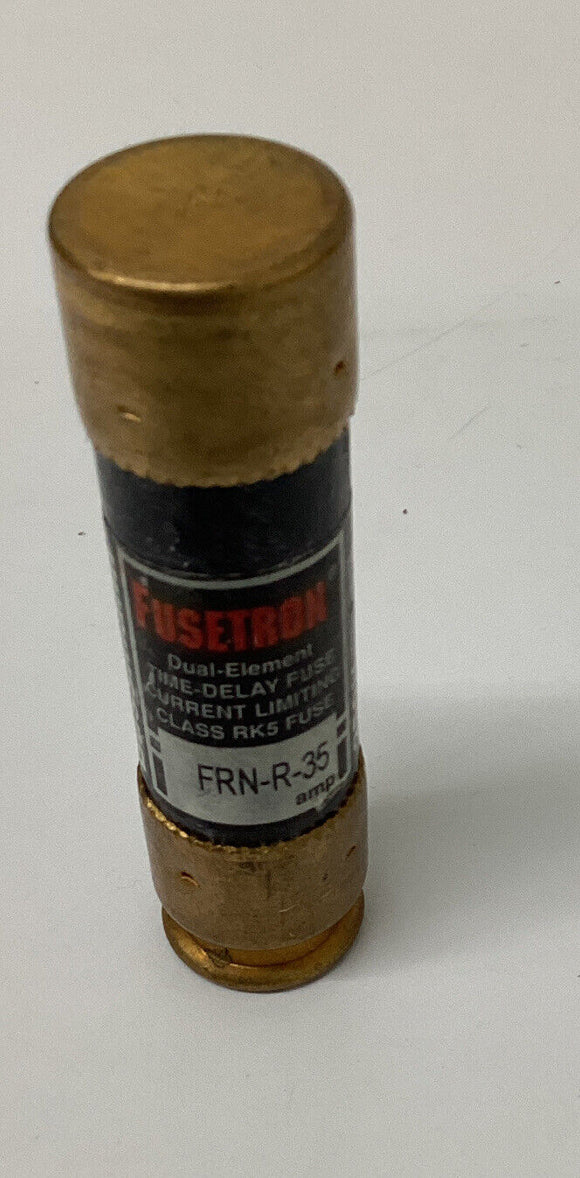 FUSETRON
Dual-Element
TIME-DELAY FUSE
CURRENT LIMITING
CLASS RK5 FUSE
FRN-R-35
amp